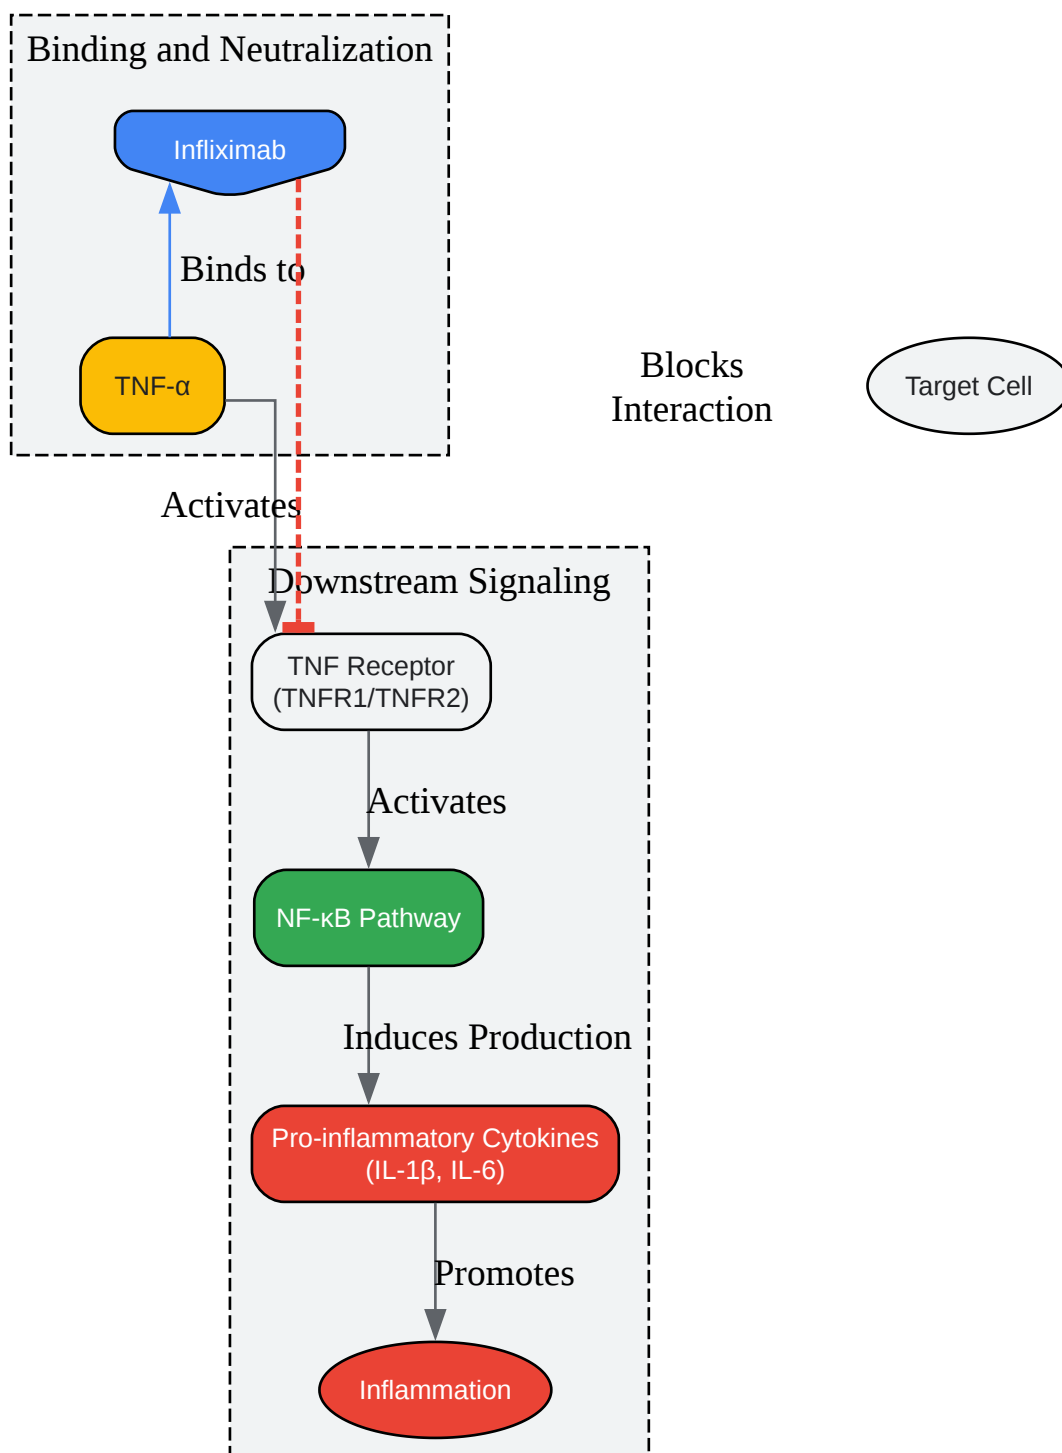 Binding and Neutralization
Infliximab
Binds to
TNF-α
Blocks
Interaction
Target Cell
Activates
Downstream Signaling
TNF Receptor
(TNFR1/TNFR2)
Activates
NF-κB Pathway
Induces Production
Pro-inflammatory Cytokines
(IL-1β, IL-6)
Promotes
Inflammation